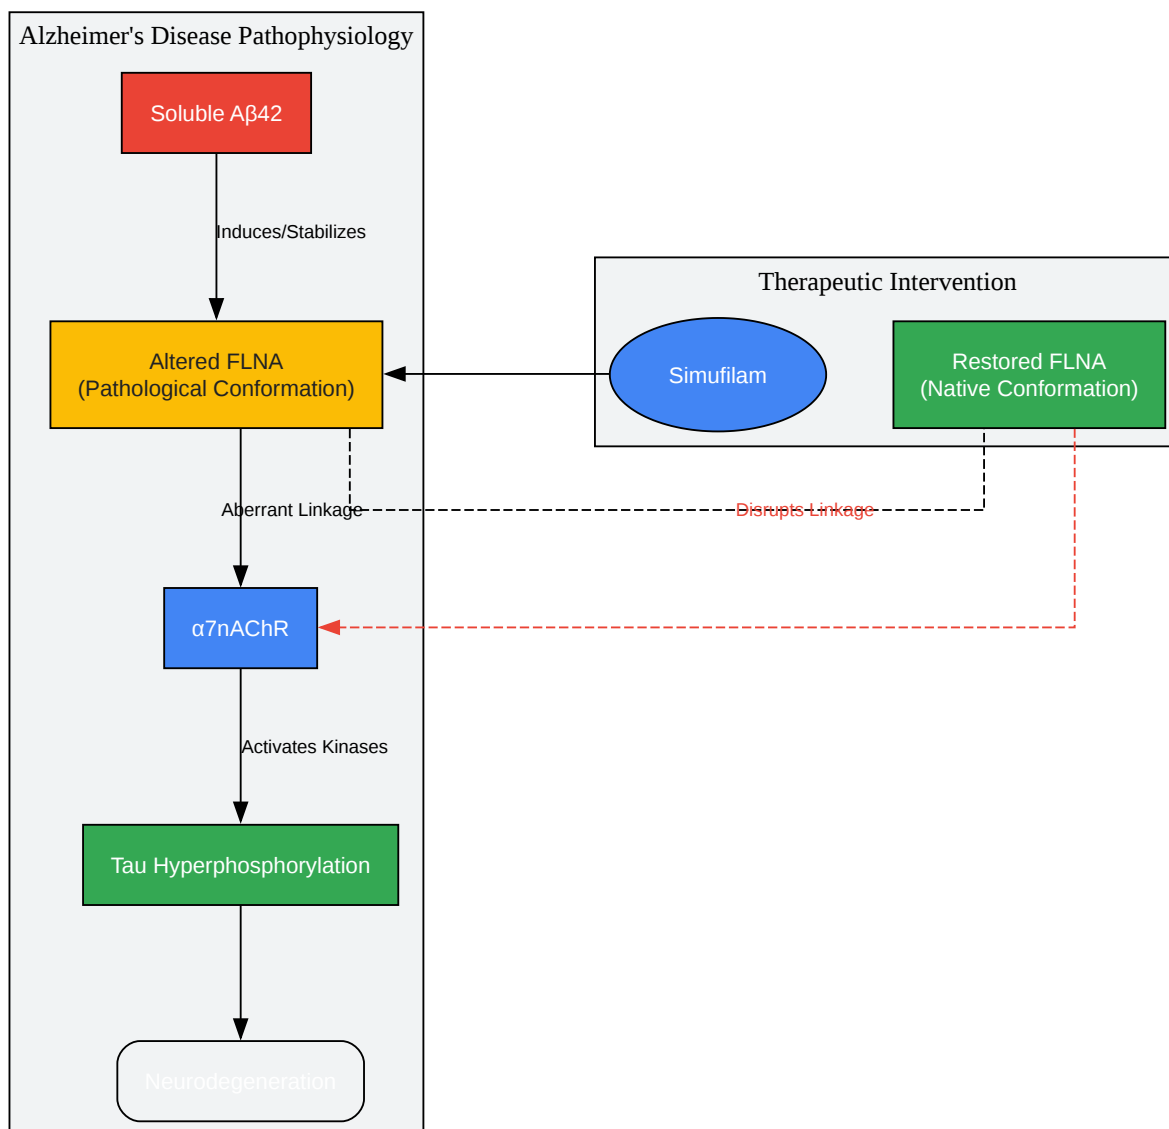 Alzheimer's Disease Pathophysiology
Soluble Aβ42
Induces/Stabilizes
Therapeutic Intervention
Altered FLNA
(Pathological Conformation)
Simufilam
Restored FLNA
(Native Conformation)
Aberrant Linkage
Disrupts Linkage
α7nAChR
Activates Kinases
Tau Hyperphosphorylation
Neurodegeneration